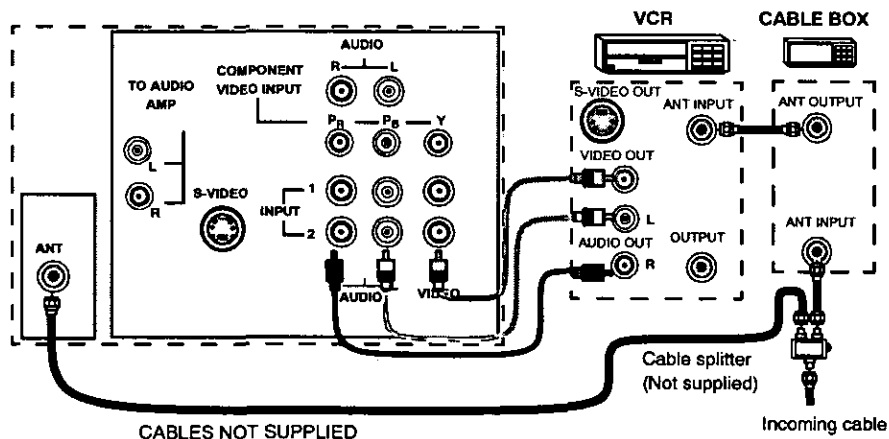 VCR
CABLE BOX
AUDIO
R L
COMPONENT
VIDEO INPUT
TO AUDIO
AMP
PR PB Y
L
R
S-VIDEO
1
INPUT
2
ANT
AUDIO
VIDEO
S-VIDEO OUT
ANT INPUT
ANT OUTPUT
VIDEO OUT
L
AUDIO OUT
R
OUTPUT
ANT INPUT
Cable splitter
(Not supplied)
Incoming cable
CABLES NOT SUPPLIED